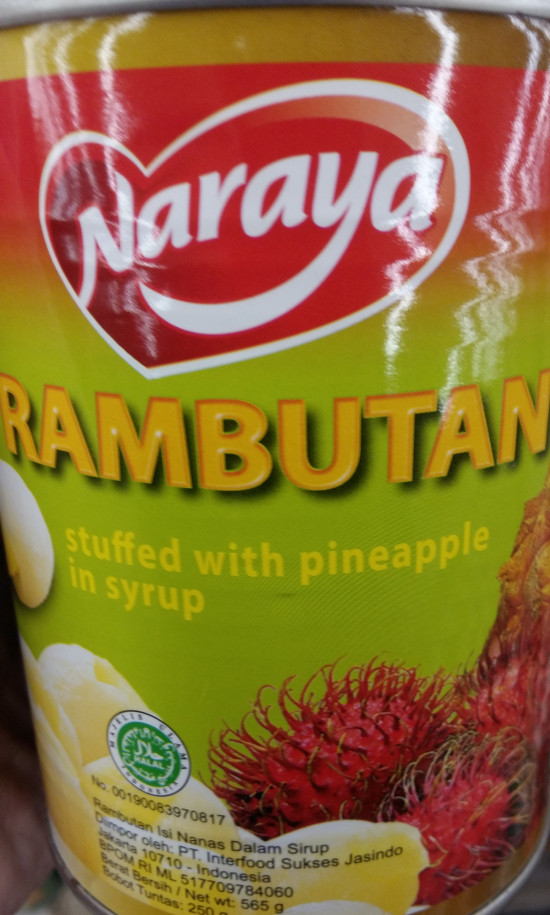 Naraya
RAMBUTAN
stuffed with pineapple
in syrup
HALAL
No. 00190083970817
Rambutan Isi Nanas Dalam Sirup
Diimpor oleh: PT. Interfood Sukses Jasindo
Jakarta 10710 - Indonesia
BPOM RI ML 517709784060
Berat Bersih / Net wt: 565 g
Bobot Tuntas: 250 g